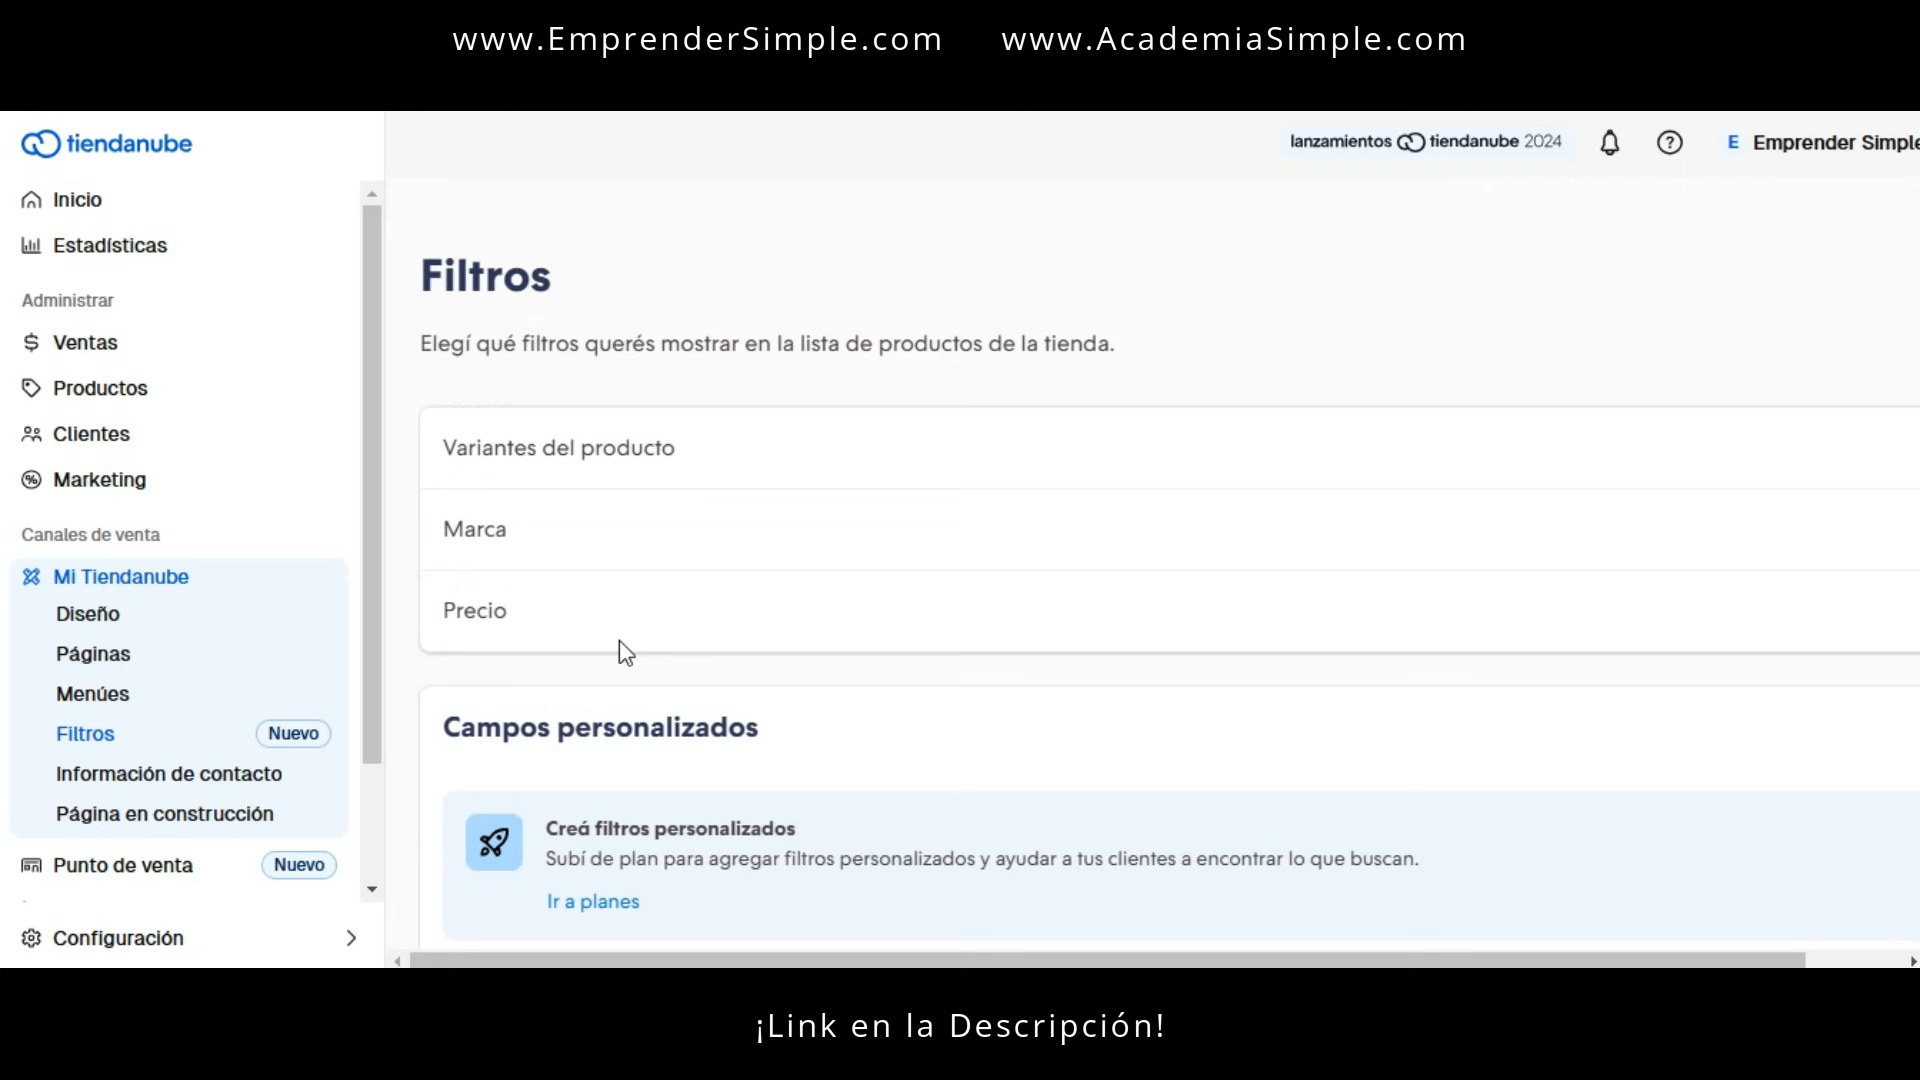 www.EmprenderSimple.com www.AcademiaSimple.com
tiendanube
lanzamientos tiendanube 2024
E Emprender Simple
Inicio
Estadísticas
Administrar
Ventas
Productos
Clientes
Marketing
Canales de venta
Mi Tiendanube
Diseño
Páginas
Menúes
Filtros Nuevo
Información de contacto
Página en construcción
Punto de venta Nuevo
Configuración
Filtros
Elegí qué filtros querés mostrar en la lista de productos de la tienda.
Variantes del producto
Marca
Precio
Campos personalizados
Creá filtros personalizados
Subí de plan para agregar filtros personalizados y ayudar a tus clientes a encontrar lo que buscan.
Ir a planes
¡Link en la Descripción!